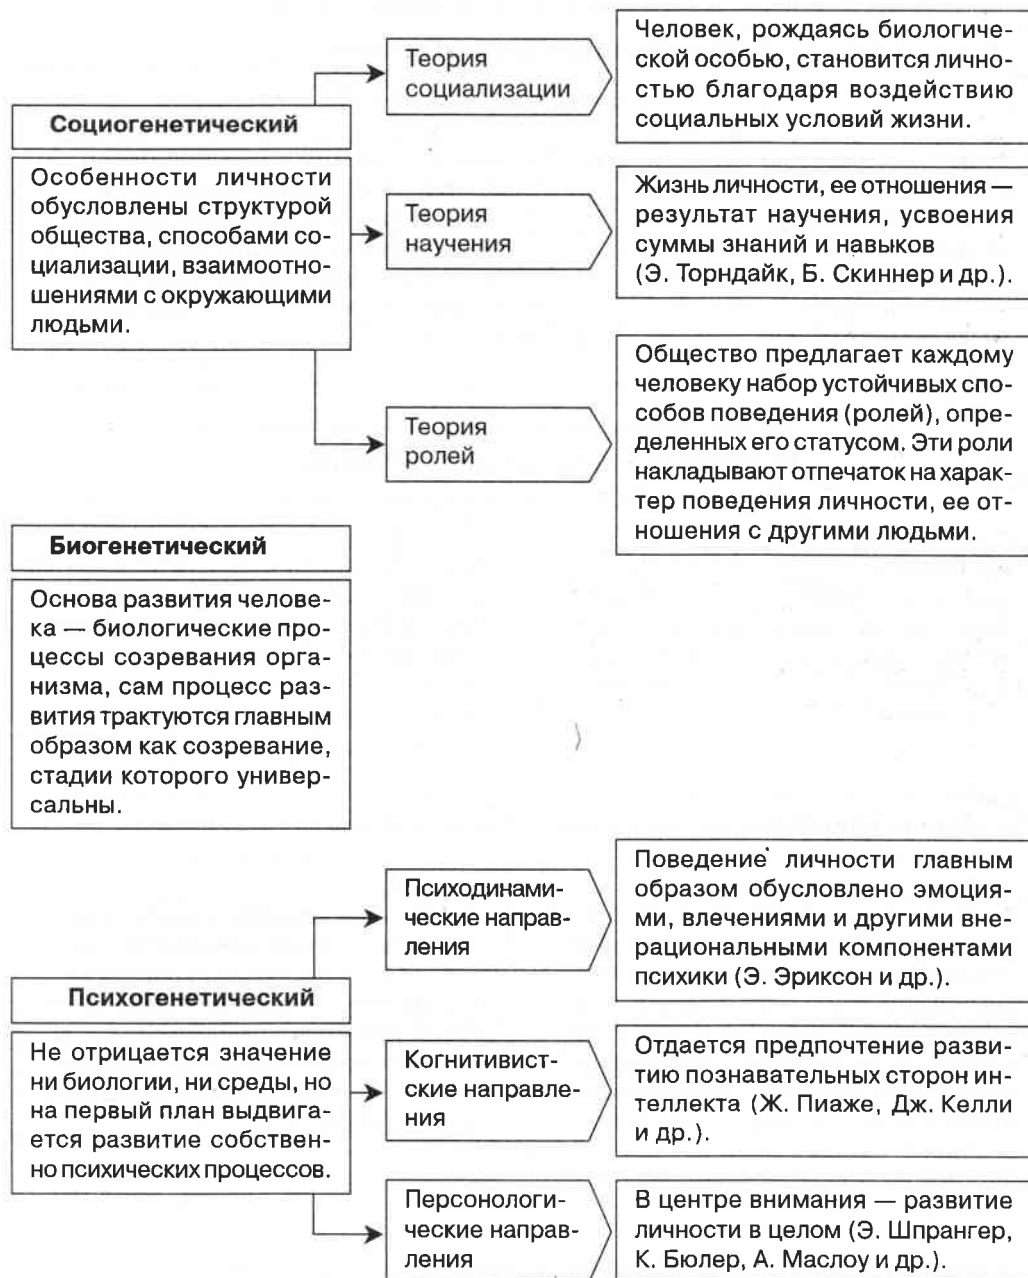 Теория
социализации
Человек, рождаясь биологиче-
ской особью, становится лично-
стью благодаря воздействию
социальных условий жизни.
Социогенетический
Особенности личности
обусловлены структурой
общества, способами со-
циализации, взаимоотно-
шениями с окружающими
людьми.
Теория
научения
Жизнь личности, ее отношения —
результат научения, усвоения
суммы знаний и навыков
(Э. Торндайк, Б. Скиннер и др.).
Теория
ролей
Общество предлагает каждому
человеку набор устойчивых спо-
собов поведения (ролей), опре-
деленных его статусом. Эти роли
накладывают отпечаток на харак-
тер поведения личности, ее от-
ношения с другими людьми.
Биогенетический
Основа развития челове-
ка — биологические про-
цессы созревания орга-
низма, сам процесс раз-
вития трактуются главным
образом как созревание,
стадии которого универ-
сальны.
Психодинами-
ческие направ-
ления
Поведение личности главным
образом обусловлено эмоция-
ми, влечениями и другими вне-
рациональными компонентами
психики (Э. Эриксон и др.).
Психогенетический
Не отрицается значение
ни биологии, ни среды, но
на первый план выдвига-
ется развитие собствен-
но психических процессов.
Когнитивист-
ские направле-
ния
Отдается предпочтение разви-
тию познавательных сторон ин-
теллекта (Ж. Пиаже, Дж. Келли
и др.).
Персонологи-
ческие направ-
ления
В центре внимания — развитие
личности в целом (Э. Шпрангер,
К. Бюлер, А. Маслоу и др.).